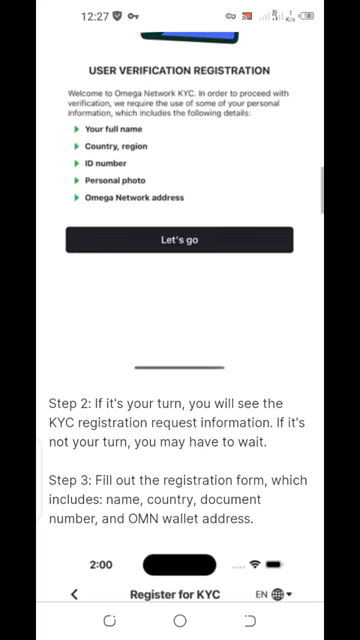 12:27
1
K/s
USER VERIFICATION REGISTRATION
Welcome to Omega Network KYC. In order to proceed with
verification, we require the use of some of your personal
information, which includes the following details:
Your full name
Country, region
ID number
Personal photo
Omega Network address
Let's go
Step 2: If it's your turn, you will see the
KYC registration request information. If it's
not your turn, you may have to wait.
Step 3: Fill out the registration form, which
includes: name, country, document
number, and OMN wallet address.
2:00
Register for KYC
EN